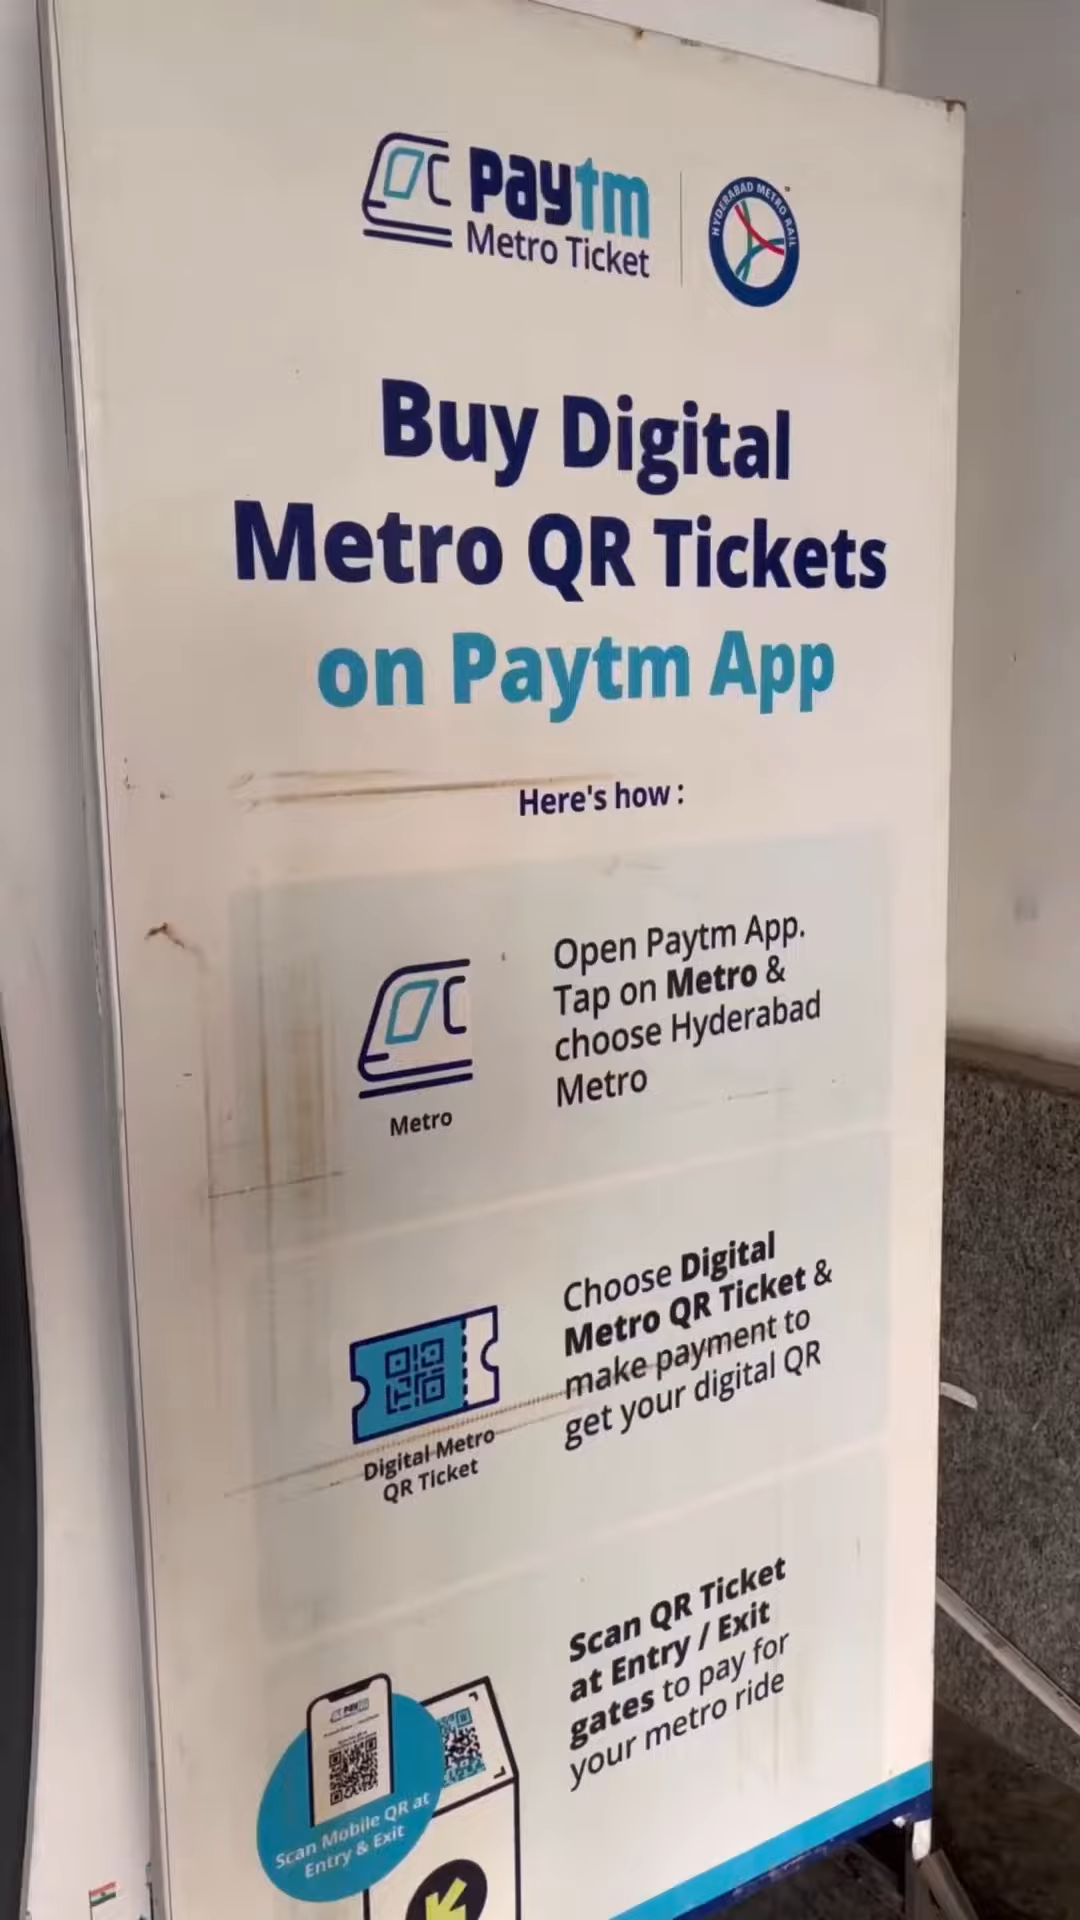 Paytm
Metro Ticket
HYDERABAD METRO RAIL
Buy Digital
Metro QR Tickets
on Paytm App
Here's how :
Metro
Open Paytm App.
Tap on Metro &
choose Hyderabad
Metro
Digital Metro
QR Ticket
Choose Digital
Metro QR Ticket &
make payment to
get your digital QR
Scan Mobile QR at
Entry & Exit
Scan QR Ticket
at Entry / Exit
gates to pay for
your metro ride